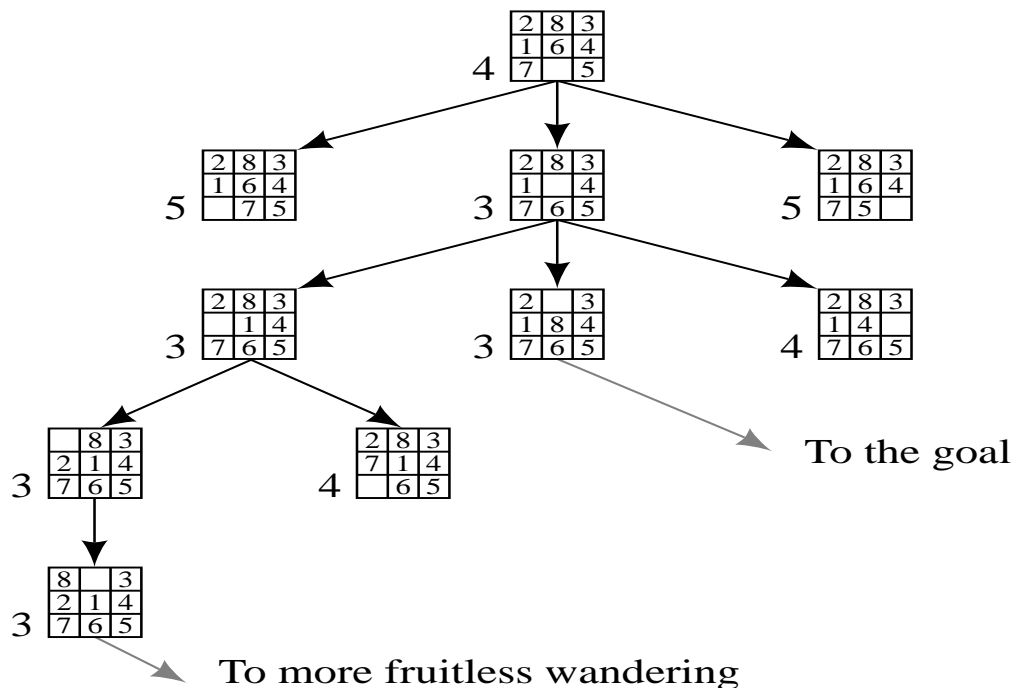 2 8 3
1 6 4
4 7 5
2 8 3 2 8 3 2 8 3
1 6 4 1 4 1 6 4
5 7 5 3 7 6 5 5 7 5
2 8 3 2 3 2 8 3
1 4 1 8 4 1 4
3 7 6 5 3 7 6 5 4 7 6 5
8 3 2 8 3
2 1 4 7 1 4 To the goal
3 7 6 5 4 6 5
8 3
2 1 4
3 7 6 5
To more fruitless wandering